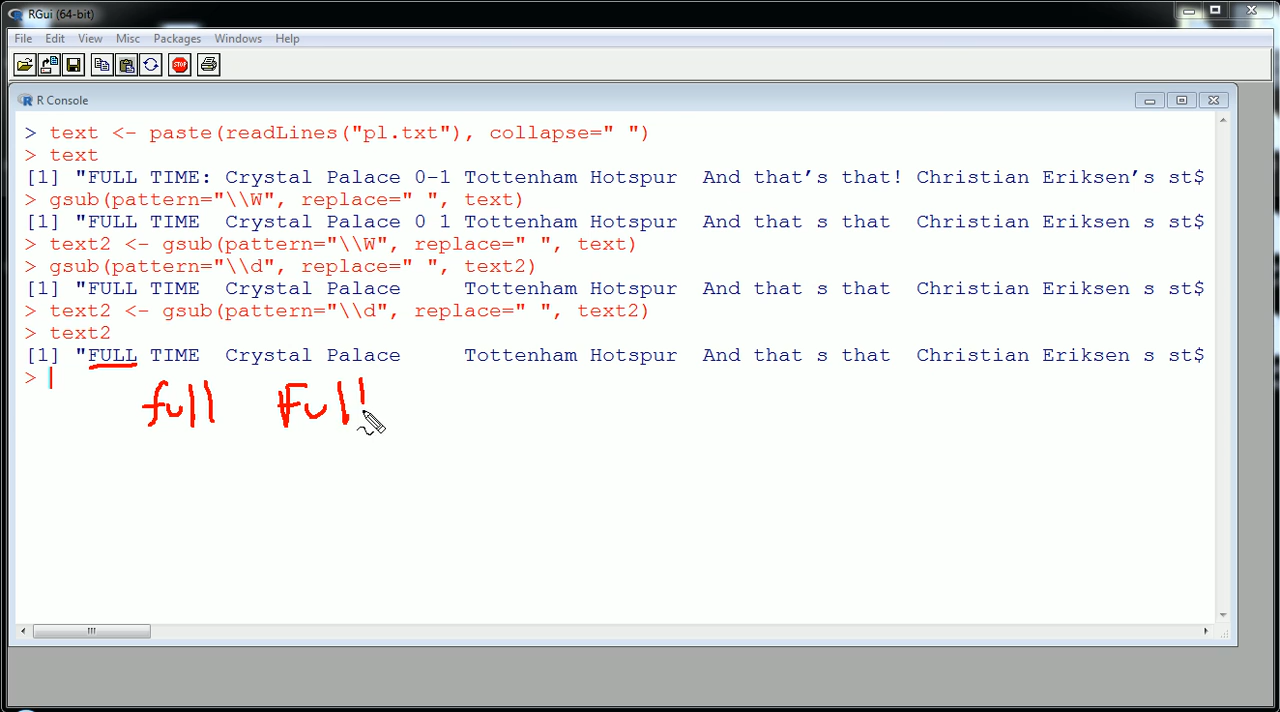 RGui (64-bit)
File Edit View Misc Packages Windows Help
STOP
R Console
> text <- paste(readLines("pl.txt"), collapse=" ")
> text
[1] "FULL TIME: Crystal Palace 0-1 Tottenham Hotspur  And that’s that! Christian Eriksen’s st$
> gsub(pattern="\\W", replace=" ", text)
[1] "FULL TIME  Crystal Palace 0 1 Tottenham Hotspur  And that s that  Christian Eriksen s st$
> text2 <- gsub(pattern="\\W", replace=" ", text)
> gsub(pattern="\\d", replace=" ", text2)
[1] "FULL TIME  Crystal Palace     Tottenham Hotspur  And that s that  Christian Eriksen s st$
> text2 <- gsub(pattern="\\d", replace=" ", text2)
> text2
[1] "FULL TIME  Crystal Palace     Tottenham Hotspur  And that s that  Christian Eriksen s st$
>
full Full